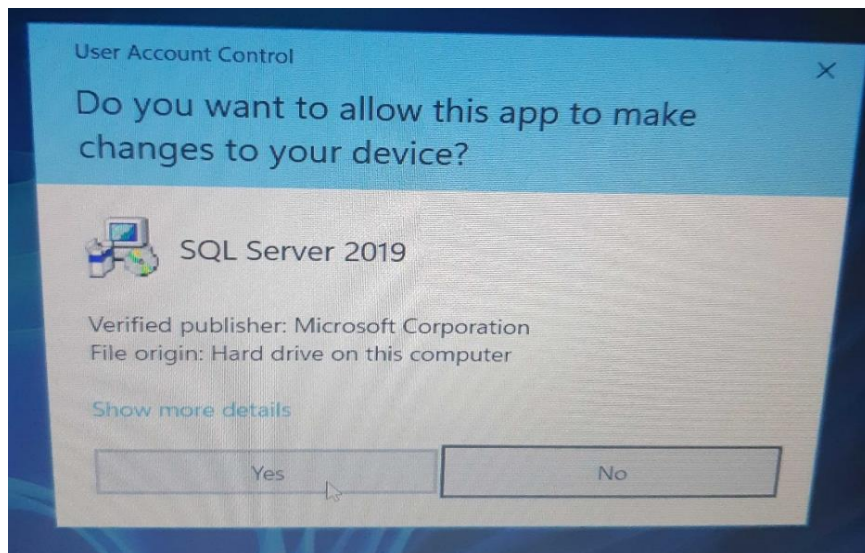 User Account Control
Do you want to allow this app to make
changes to your device?
SQL Server 2019
Verified publisher: Microsoft Corporation
File origin: Hard drive on this computer
Show more details
Yes
No